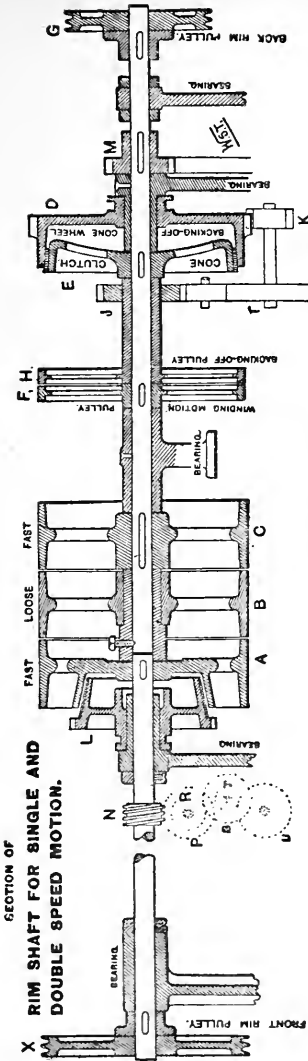 SECTION OF
RIM SHAFT FOR SINGLE AND
DOUBLE SPEED MOTION.
X
FRONT RIM PULLEY.
BEARING
N
R
P
B
T
D
BEARING
L
FAST
LOOSE
FAST
A
B
C
BEARING
F. H.
WINDING MOTION PULLEY
BACKING-OFF PULLEY
J
T
K
E
D
CONE CLUTCH.
BACKING-OFF CONE WHEEL
M
BEARING
W.S.T.
BEARING
G
BACK RIM PULLEY.